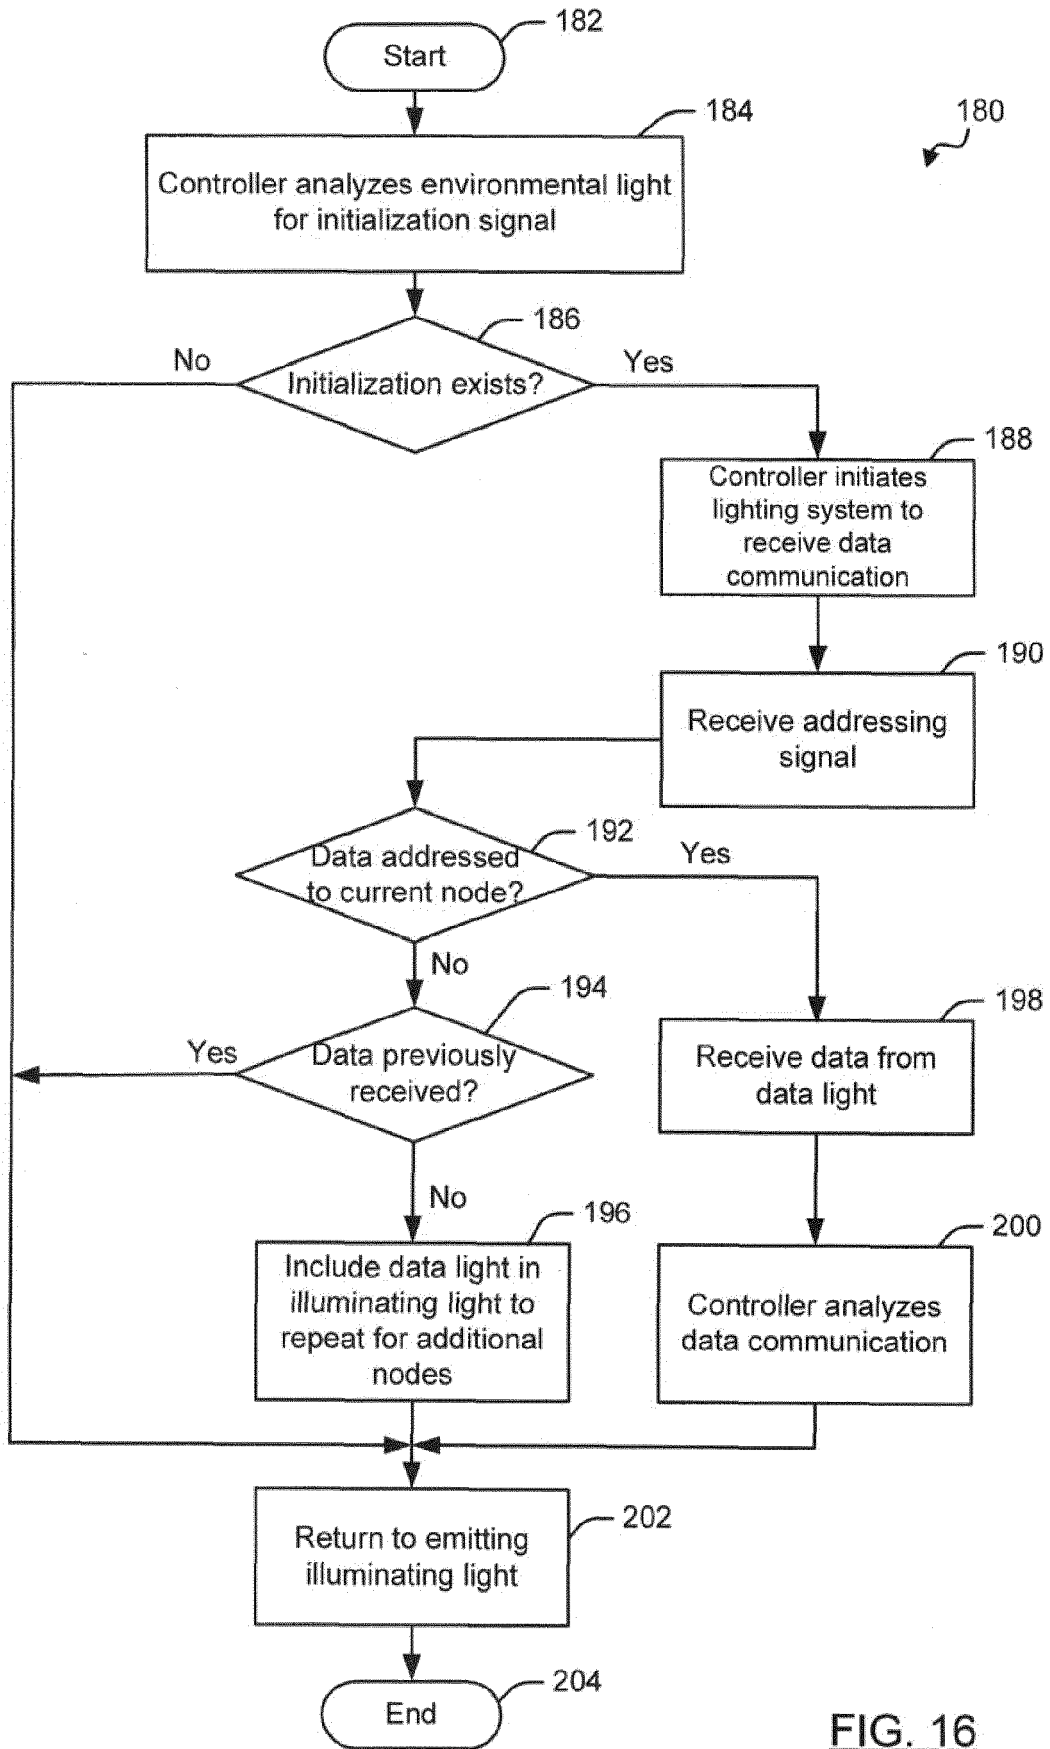 182
Start
184
180
Controller analyzes environmental light
for initialization signal
186
No
Yes
Initialization exists?
188
Controller initiates
lighting system to
receive data
communication
190
Receive addressing
signal
192
Yes
Data addressed
to current node?
No
194
198
Yes
Data previously
received?
Receive data from
data light
No
196
200
Include data light in
illuminating light to
repeat for additional
nodes
Controller analyzes
data communication
202
Return to emitting
illuminating light
204
End
FIG. 16